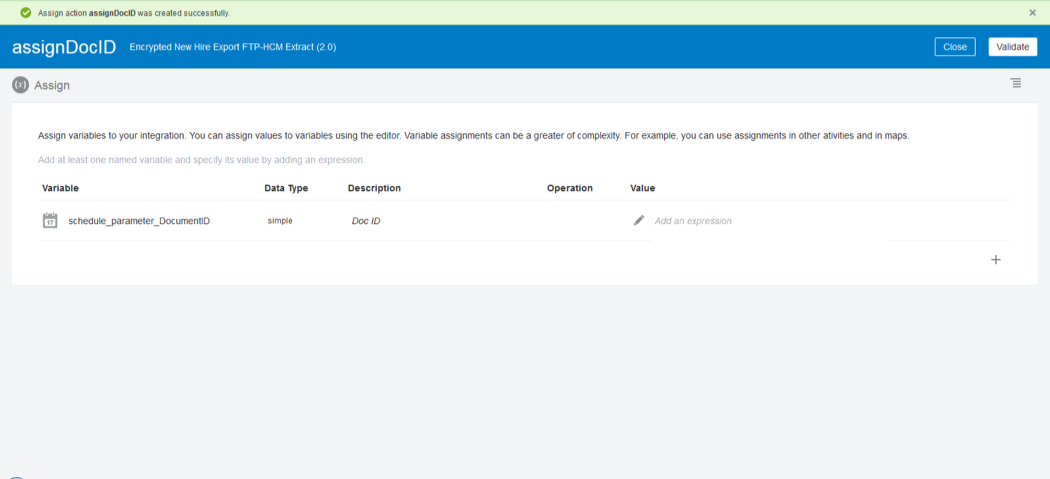 Assign action assignDocID was created successfully.
assignDocID Encrypted New Hire Export FTP-HCM Extract (2.0) Close Validate
(x) Assign
Assign variables to your integration. You can assign values to variables using the editor. Variable assignments can be a greater of complexity. For example, you can use assignments in other ativities and in maps.
Add at least one named variable and specify its value by adding an expression.
Variable Data Type Description Operation Value
17 schedule_parameter_DocumentID simple Doc ID Add an expression